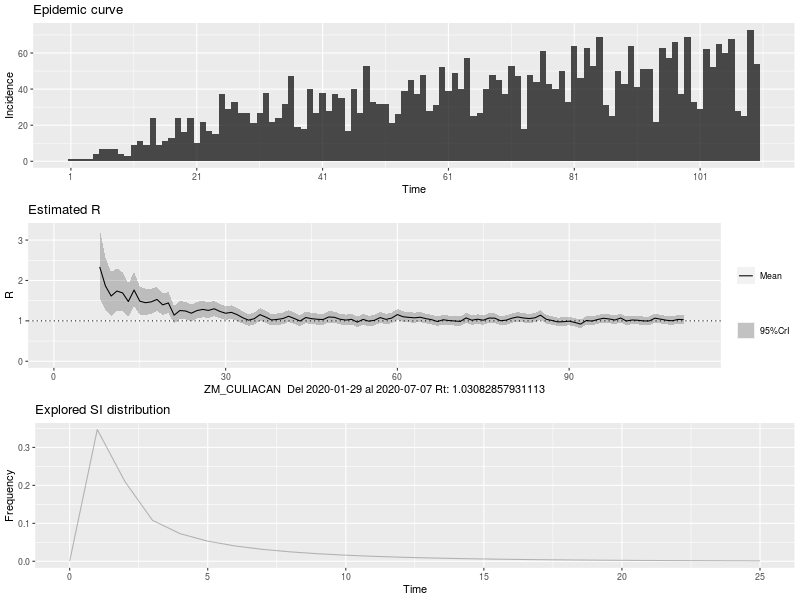 Epidemic curve
60
40
20
0
Incidence
1
21
41
61
81
101
Time
Estimated R
3
2
1
0
R
0
30
60
90
ZM_CULIACAN Del 2020-01-29 al 2020-07-07 Rt: 1.03082857931113
Mean
95%CrI
Explored SI distribution
0.3
0.2
0.1
0.0
Frequency
0
5
10
15
20
25
Time